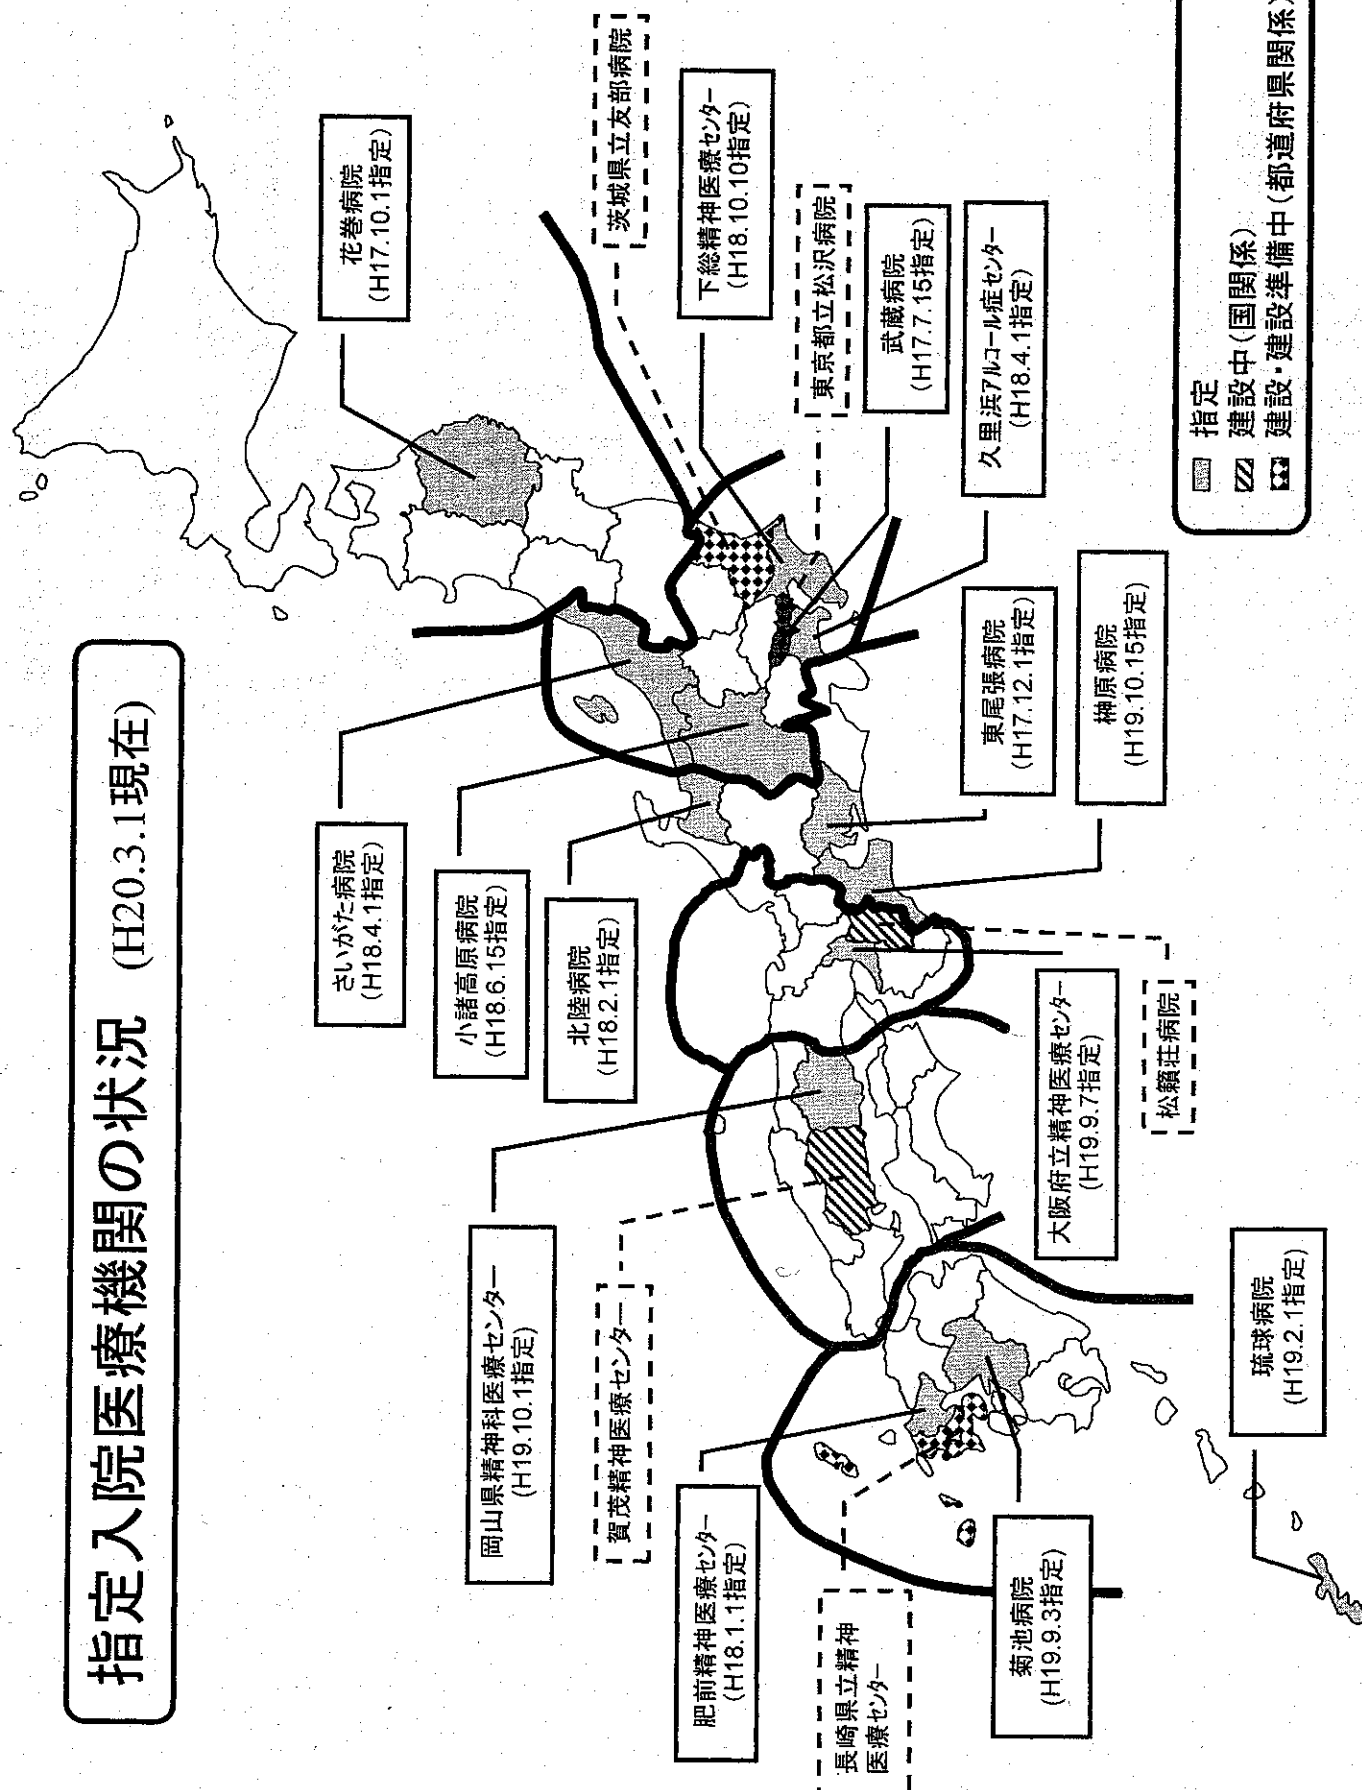 指定入院医療機関の状況 (H20.3.1現在)
花巻病院
(H17.10.1指定)
さいがた病院
(H18.4.1指定)
小諸高原病院
(H18.6.15指定)
北陸病院
(H18.2.1指定)
岡山県精神科医療センター
(H19.10.1指定)
賀茂精神医療センター
肥前精神医療センター
(H18.1.1指定)
長崎県立精神
医療センター
菊池病院
(H19.9.3指定)
琉球病院
(H19.2.1指定)
茨城県立友部病院
下総精神医療センター
(H18.10.10指定)
東京都立松沢病院
武蔵病院
(H17.7.15指定)
久里浜アルコール症センター
(H18.4.1指定)
東尾張病院
(H17.12.1指定)
榊原病院
(H19.10.15指定)
大阪府立精神医療センター
(H19.9.7指定)
松籟荘病院
指定
建設中(国関係)
建設・建設準備中(都道府県関係)